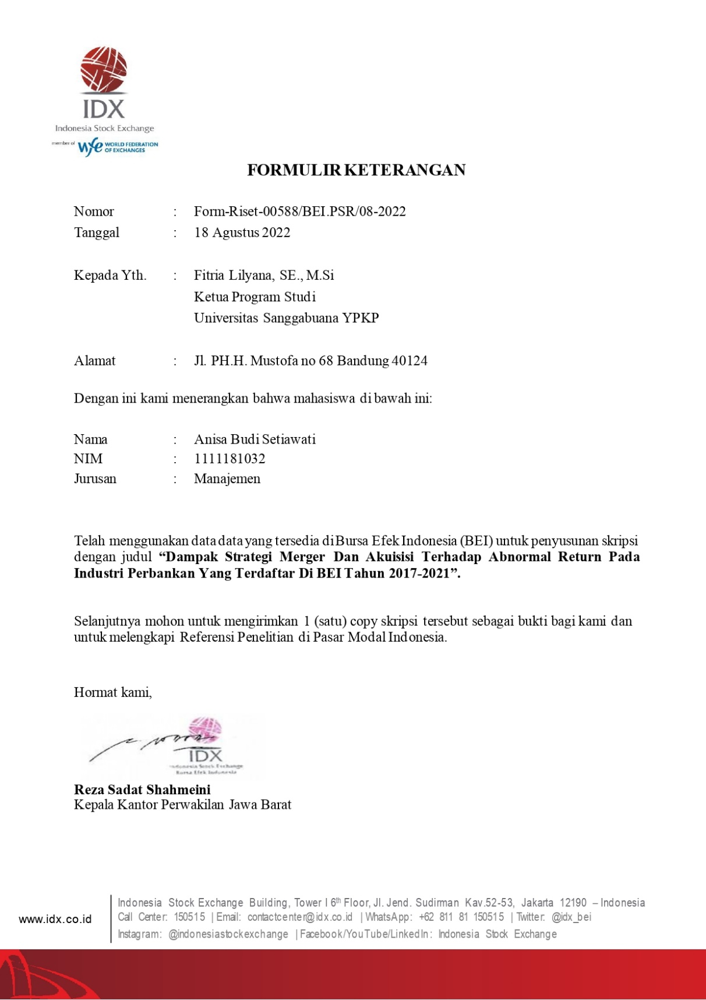 IDX
Indonesia Stock Exchange
member of wfe WORLD FEDERATION
OF EXCHANGES
FORMULIR KETERANGAN
Nomor : Form-Riset-00588/BEI.PSR/08-2022
Tanggal : 18 Agustus 2022
Kepada Yth. : Fitria Lilyana, SE., M.Si
Ketua Program Studi
Universitas Sanggabuana YPKP
Alamat : Jl. PH.H. Mustofa no 68 Bandung 40124
Dengan ini kami menerangkan bahwa mahasiswa di bawah ini:
Nama : Anisa Budi Setiawati
NIM : 1111181032
Jurusan : Manajemen
Telah menggunakan data data yang tersedia di Bursa Efek Indonesia (BEI) untuk penyusunan skripsi
dengan judul “Dampak Strategi Merger Dan Akuisisi Terhadap Abnormal Return Pada
Industri Perbankan Yang Terdaftar Di BEI Tahun 2017-2021”.
Selanjutnya mohon untuk mengirimkan 1 (satu) copy skripsi tersebut sebagai bukti bagi kami dan
untuk melengkapi Referensi Penelitian di Pasar Modal Indonesia.
Hormat kami,
IDX
Indonesia Stock Exchange
Bursa Efek Indonesia
Reza Sadat Shahmeini
Kepala Kantor Perwakilan Jawa Barat
www.idx.co.id
Indonesia Stock Exchange Building, Tower I 6th Floor, Jl. Jend. Sudirman Kav.52-53, Jakarta 12190 – Indonesia
Call Center: 150515 | Email: contactcenter@idx.co.id | WhatsApp: +62 811 81 150515 | Twitter: @idx_bei
Instagram: @indonesiastockexchange | Facebook/YouTube/LinkedIn: Indonesia Stock Exchange